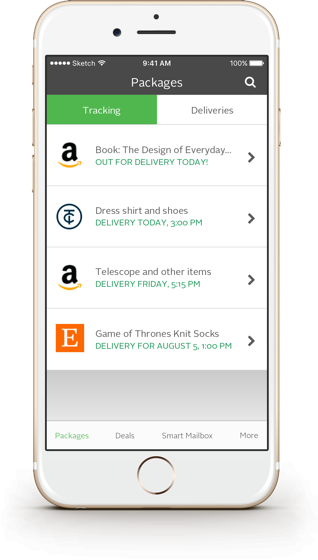 Sketch 9:41 AM 100%
Packages
Tracking Deliveries
a Book: The Design of Everyday...
OUT FOR DELIVERY TODAY!
TC Dress shirt and shoes
DELIVERY TODAY, 3:00 PM
a Telescope and other items
DELIVERY FRIDAY, 5:15 PM
E Game of Thrones Knit Socks
DELIVERY FOR AUGUST 5, 1:00 PM
Packages Deals Smart Mailbox More